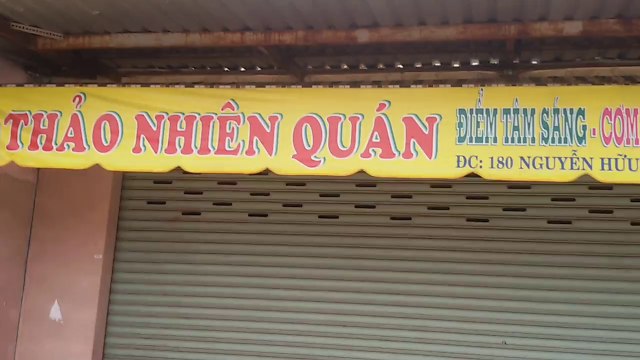 THẢO NHIÊN QUÁN
ĐIỂM TÂM SÁNG - CƠM
ĐC: 180 NGUYỄN HỮU